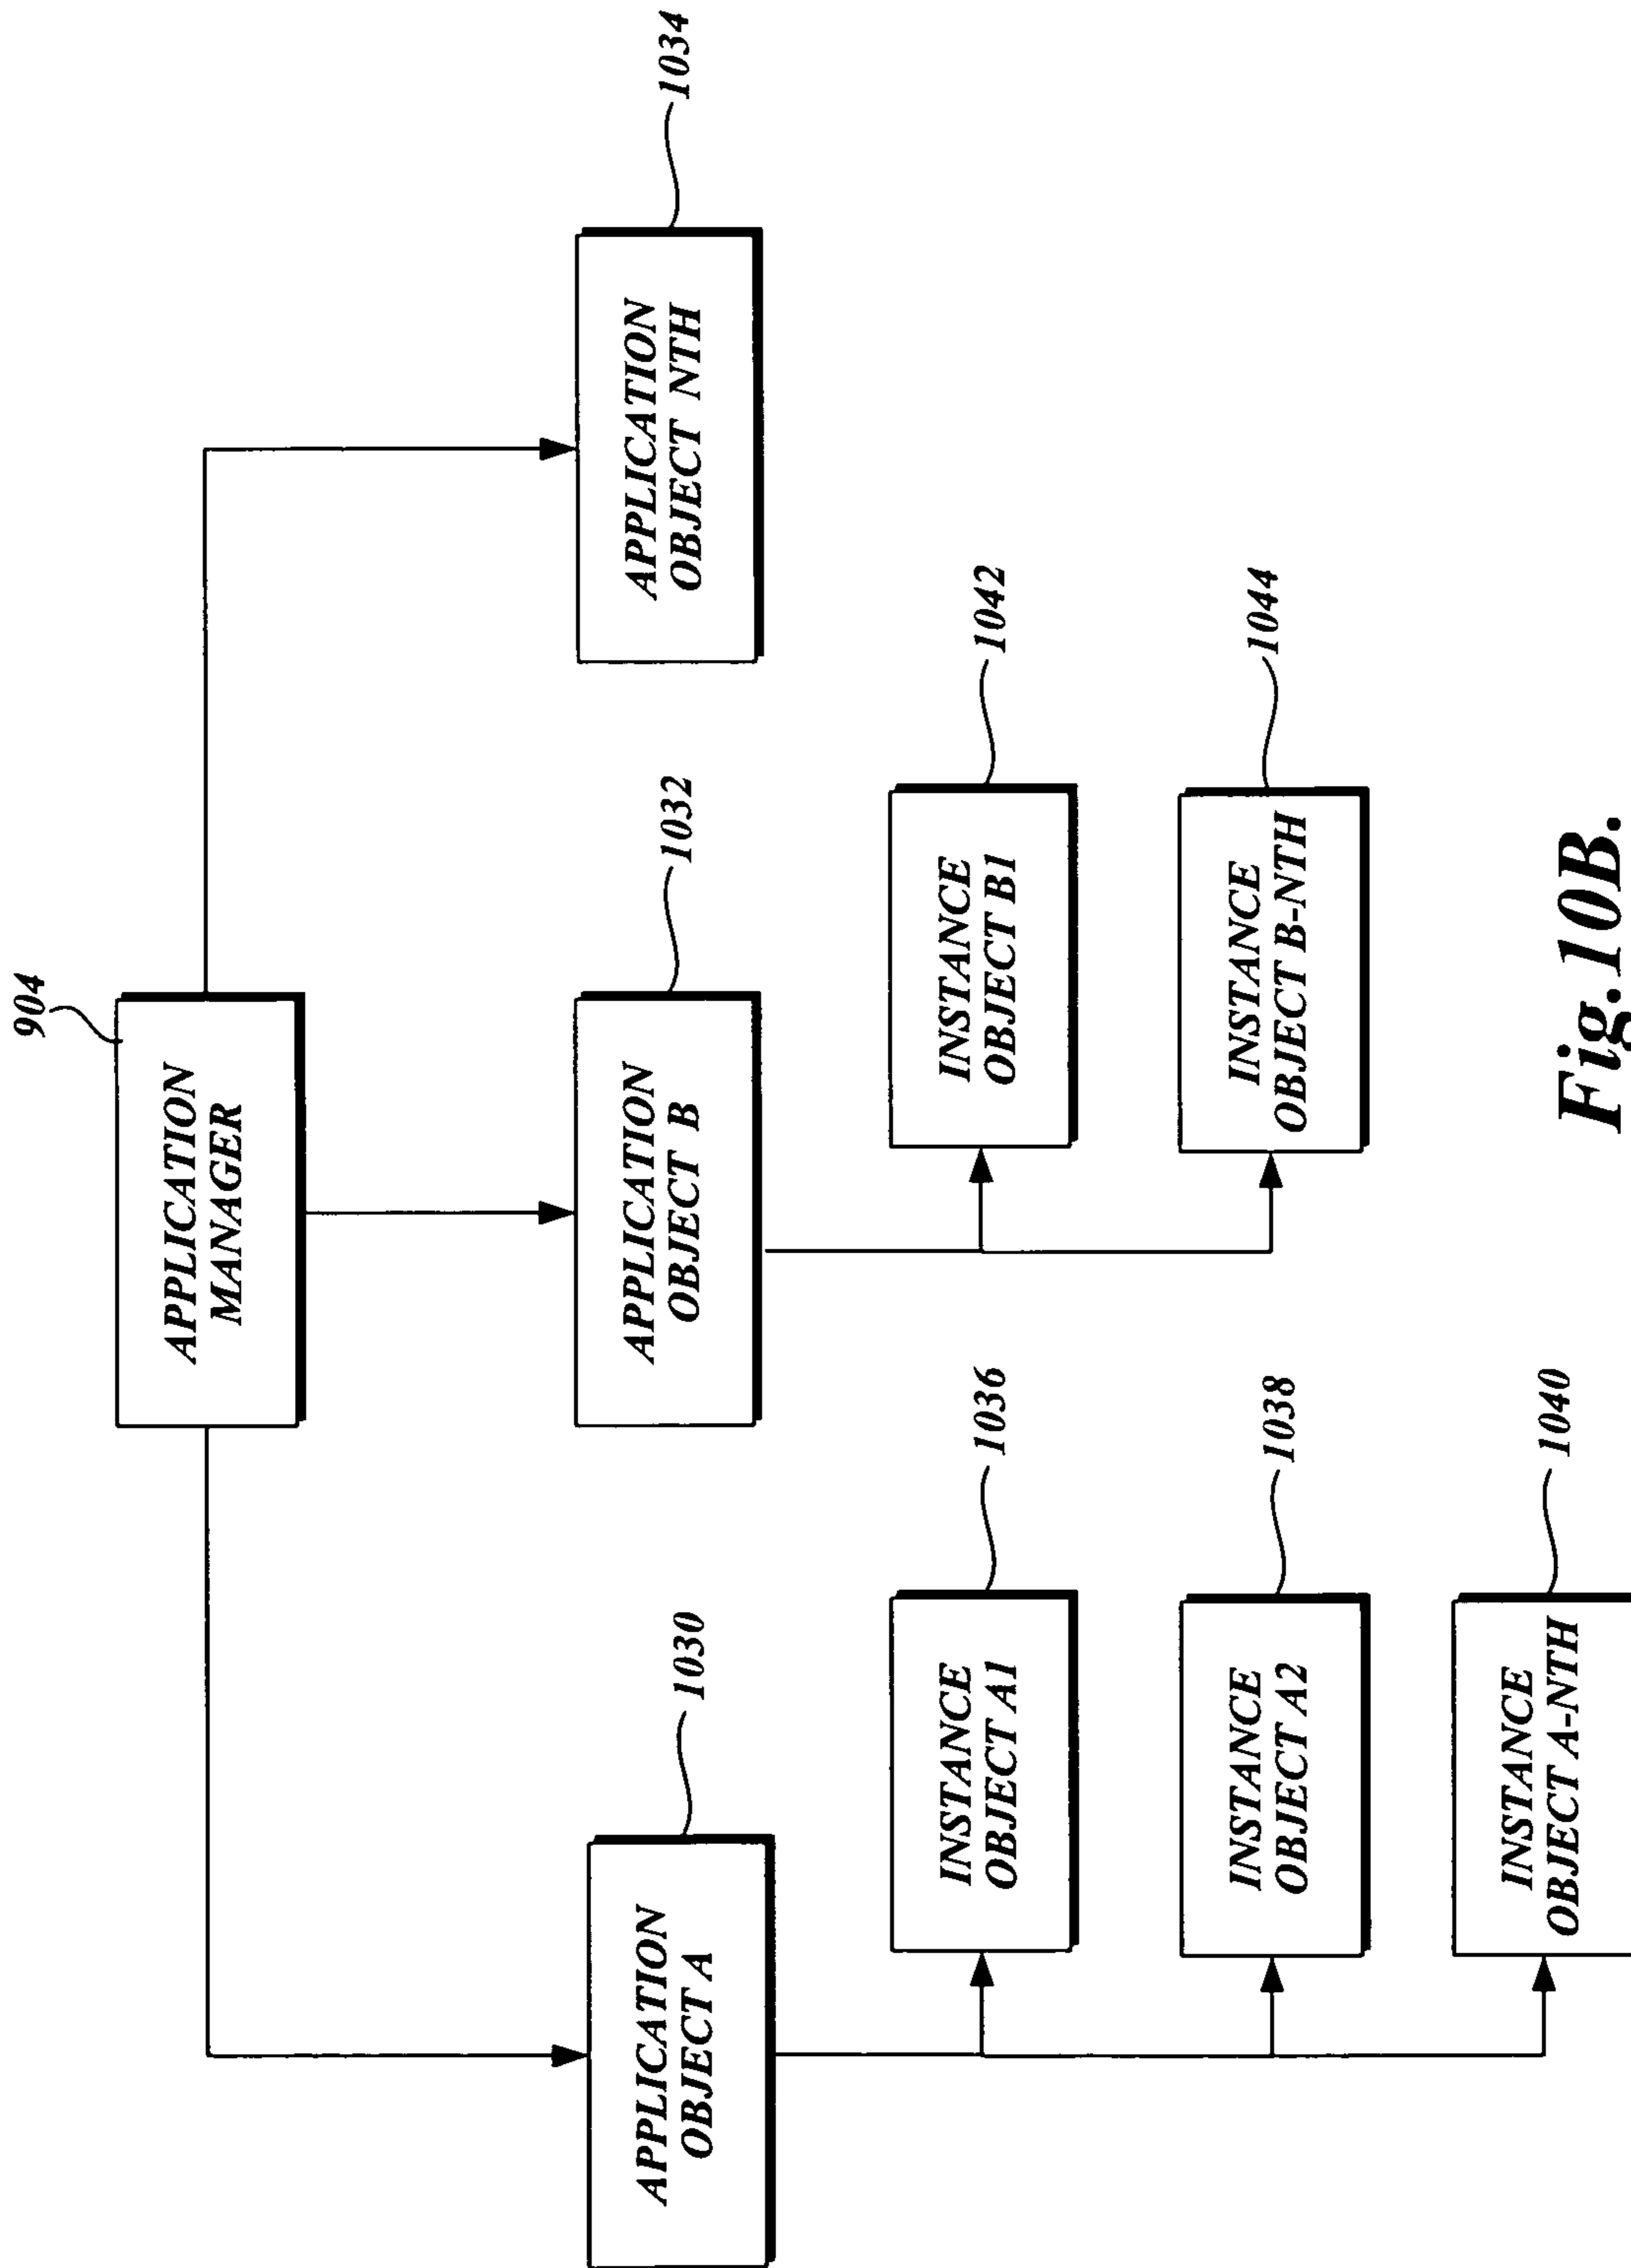 904
APPLICATION
MANAGER
1030
APPLICATION
OBJECT A
1032
APPLICATION
OBJECT B
1034
APPLICATION
OBJECT NTH
1036
INSTANCE
OBJECT A1
1042
INSTANCE
OBJECT B1
1038
INSTANCE
OBJECT A2
1044
INSTANCE
OBJECT B-NTH
1040
INSTANCE
OBJECT A-NTH
Fig.10B.